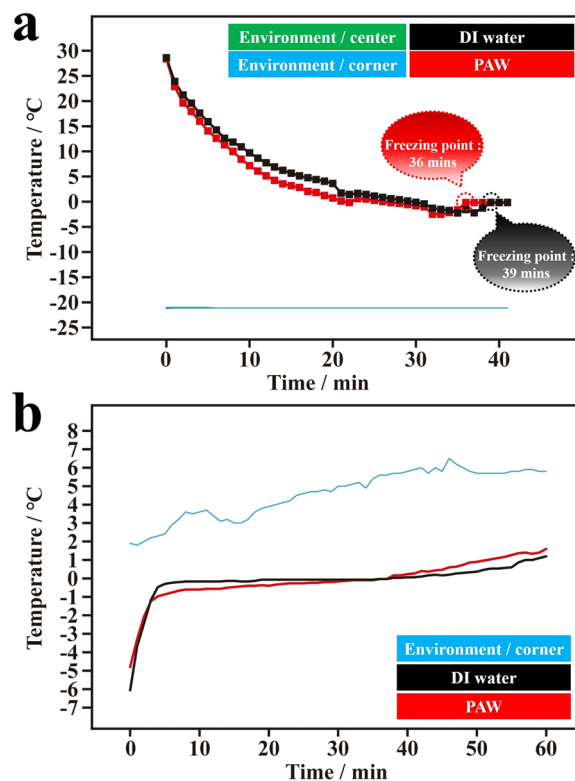 a
Environment / center
DI water
Environment / corner
PAW
Temperature / °C
30
25
20
15
10
5
0
-5
-10
-15
-20
-25
Freezing point :
36 mins
Freezing point :
39 mins
0
10
20
30
40
Time / min
b
Temperature / °C
8
7
6
5
4
3
2
1
0
-1
-2
-3
-4
-5
-6
-7
Environment / corner
DI water
PAW
0
10
20
30
40
50
60
Time / min